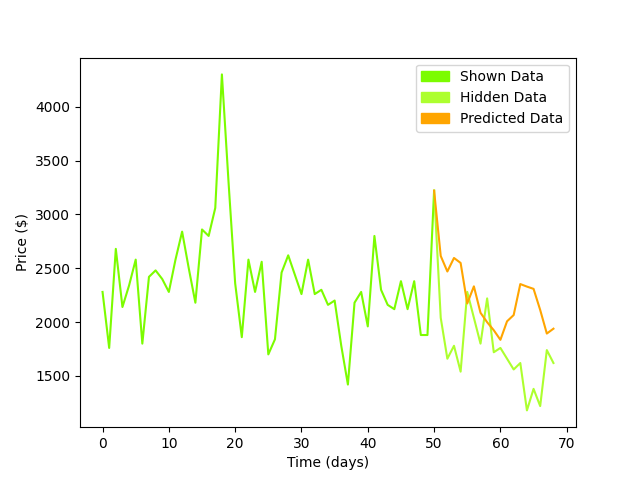 Shown Data
Hidden Data
Predicted Data
Price ($)
4000
3500
3000
2500
2000
1500
0 10 20 30 40 50 60 70
Time (days)